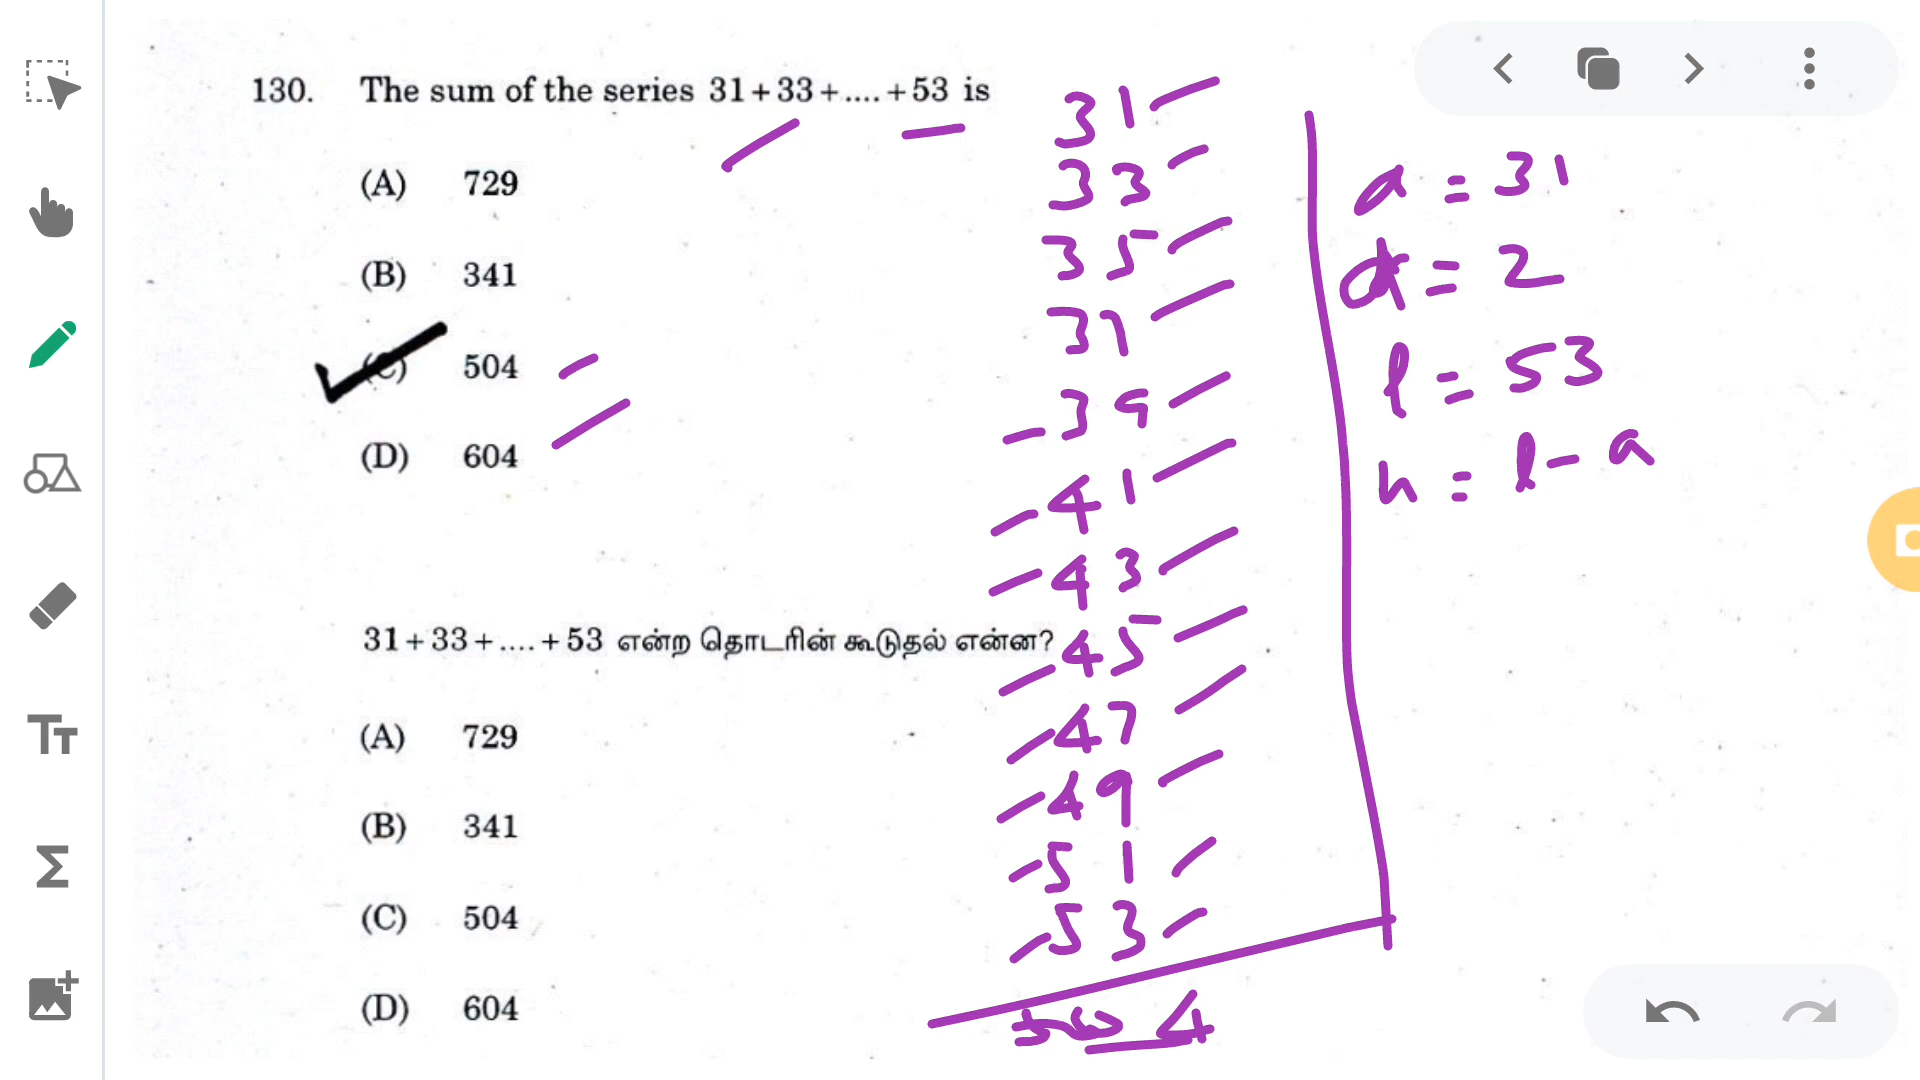 130. The sum of the series 31+33+....+53 is
(A) 729
(B) 341
(C) 504
(D) 604
31+33+....+53 என்ற தொடரின் கூடுதல் என்ன?
(A) 729
(B) 341
(C) 504
(D) 604
31
33
35
37
39
41
43
45
47
49
51
53
504
a = 31
d = 2
l = 53
n = l - a
TT
Σ